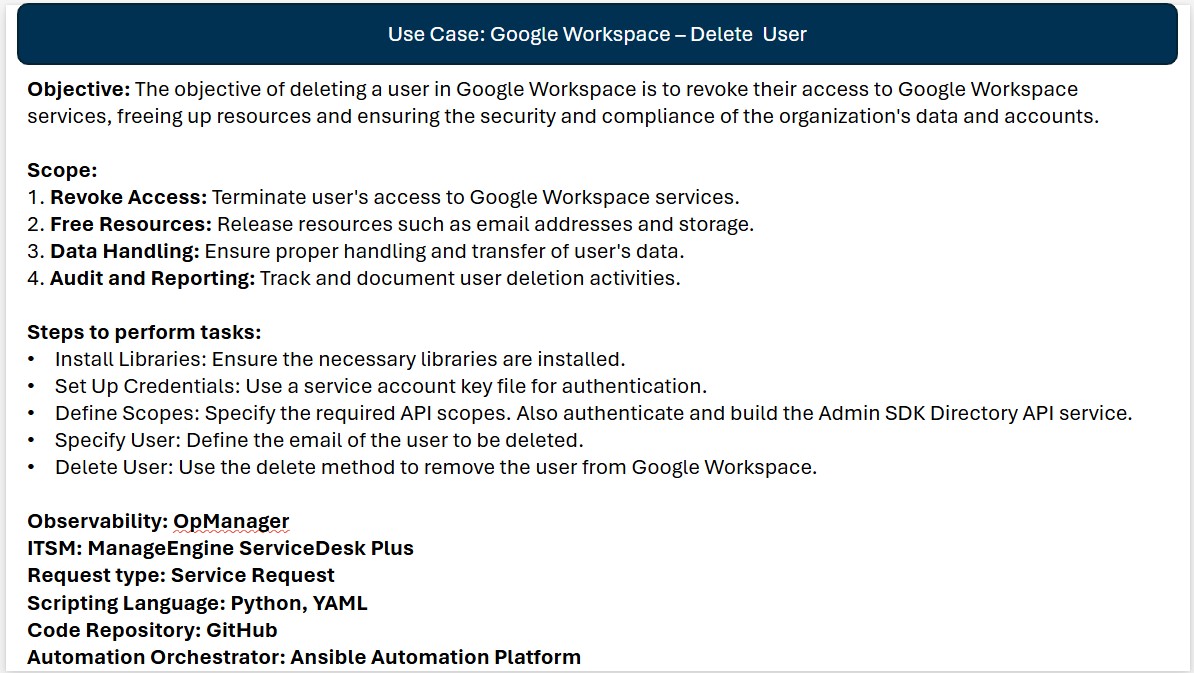 Use Case: Google Workspace – Delete  User
Objective: The objective of deleting a user in Google Workspace is to revoke their access to Google Workspace
services, freeing up resources and ensuring the security and compliance of the organization's data and accounts.
Scope:
1. Revoke Access: Terminate user's access to Google Workspace services.
2. Free Resources: Release resources such as email addresses and storage.
3. Data Handling: Ensure proper handling and transfer of user's data.
4. Audit and Reporting: Track and document user deletion activities.
Steps to perform tasks:
• Install Libraries: Ensure the necessary libraries are installed.
• Set Up Credentials: Use a service account key file for authentication.
• Define Scopes: Specify the required API scopes. Also authenticate and build the Admin SDK Directory API service.
• Specify User: Define the email of the user to be deleted.
• Delete User: Use the delete method to remove the user from Google Workspace.
Observability: OpManager
ITSM: ManageEngine ServiceDesk Plus
Request type: Service Request
Scripting Language: Python, YAML
Code Repository: GitHub
Automation Orchestrator: Ansible Automation Platform